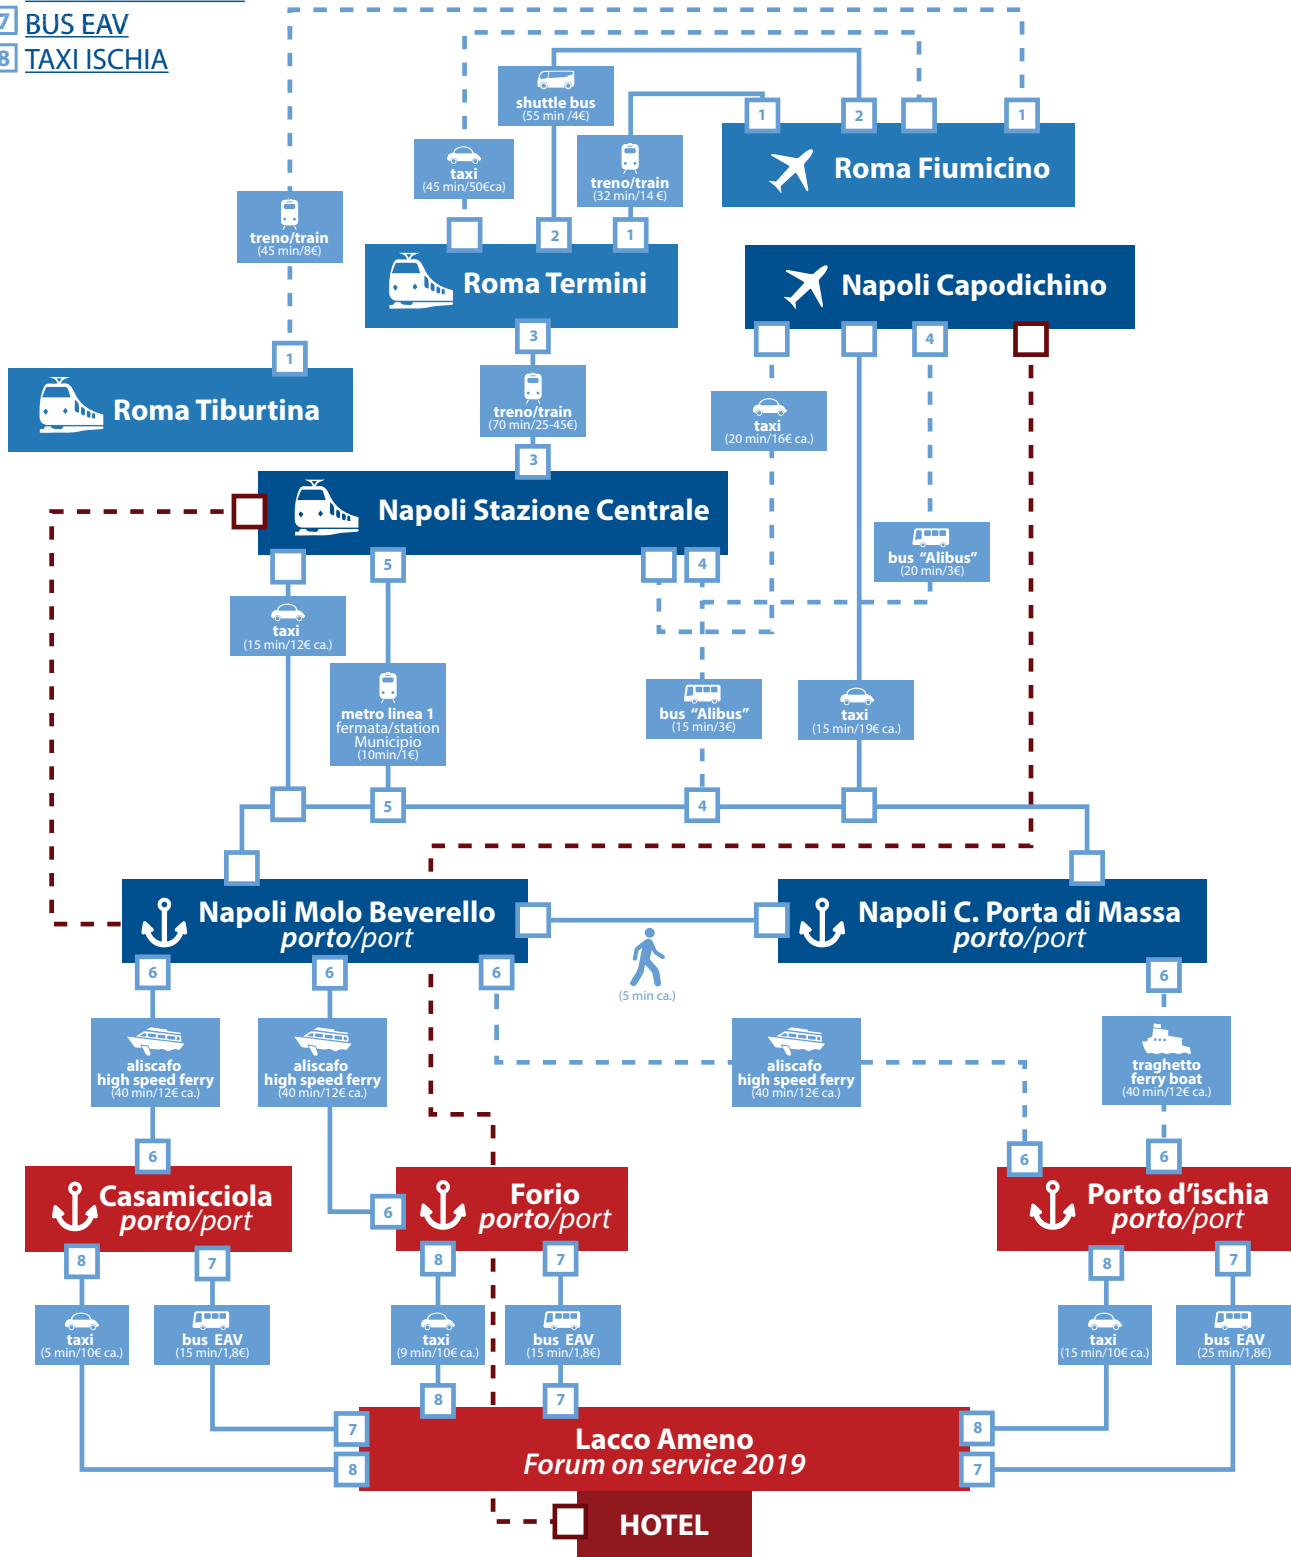 7 BUS EAV
8 TAXI ISCHIA
shuttle bus
(55 min /4€)
1
2
1
taxi
(45 min/50€ca)
treno/train
(32 min/14 €)
Roma Fiumicino
treno/train
(45 min/8€)
2
1
Roma Termini
Napoli Capodichino
3
4
1
Roma Tiburtina
treno/train
(70 min/25-45€)
taxi
(20 min/16€ ca.)
3
Napoli Stazione Centrale
bus “Alibus”
(20 min/3€)
5
4
taxi
(15 min/12€ ca.)
metro linea 1
fermata/station
Municipio
(10min/1€)
bus “Alibus”
(15 min/3€)
taxi
(15 min/19€ ca.)
5
4
Napoli Molo Beverello
porto/port
Napoli C. Porta di Massa
porto/port
(5 min ca.)
6
6
6
6
aliscafo
high speed ferry
(40 min/12€ ca.)
aliscafo
high speed ferry
(40 min/12€ ca.)
aliscafo
high speed ferry
(40 min/12€ ca.)
traghetto
ferry boat
(40 min/12€ ca.)
6
6
6
Casamicciola
porto/port
6
Forio
porto/port
Porto d’ischia
porto/port
8
7
8
7
8
7
taxi
(5 min/10€ ca.)
bus EAV
(15 min/1,8€)
taxi
(9 min/10€ ca.)
bus EAV
(15 min/1,8€)
taxi
(15 min/10€ ca.)
bus EAV
(25 min/1,8€)
8
7
7
8
8
7
Lacco Ameno
Forum on service 2019
HOTEL